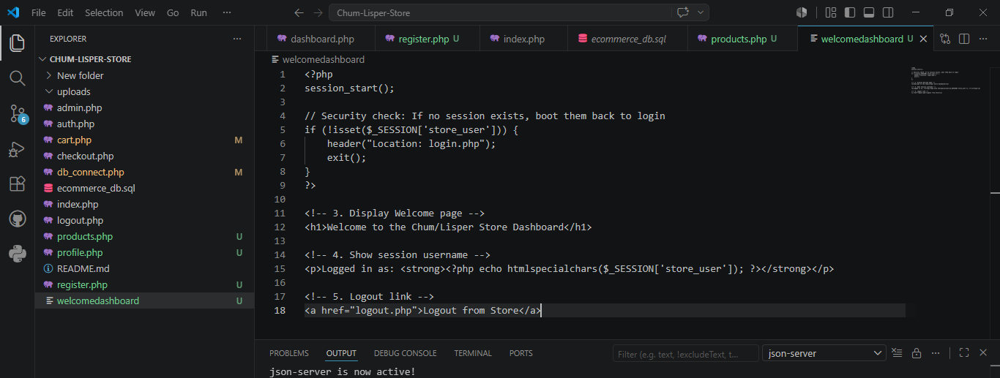 File Edit Selection View Go Run ···
Chum-Lisper-Store
EXPLORER
CHUM-LISPER-STORE
New folder
uploads
admin.php
auth.php
cart.php M
checkout.php
db_connect.php M
ecommerce_db.sql
index.php
logout.php
products.php U
profile.php U
README.md
register.php U
welcomedashboard U
6
dashboard.php register.php U index.php ecommerce_db.sql products.php U welcomedashboard U
welcomedashboard
1 <?php
2 session_start();
3
4 // Security check: If no session exists, boot them back to login
5 if (!isset($_SESSION['store_user'])) {
6 header("Location: login.php");
7 exit();
8 }
9 ?>
10
11 <!-- 3. Display Welcome page -->
12 <h1>Welcome to the Chum/Lisper Store Dashboard</h1>
13
14 <!-- 4. Show session username -->
15 <p>Logged in as: <strong><?php echo htmlspecialchars($_SESSION['store_user']); ?></strong></p>
16
17 <!-- 5. Logout link -->
18 <a href="logout.php">Logout from Store</a>
PROBLEMS OUTPUT DEBUG CONSOLE TERMINAL PORTS
Filter (e.g. text, !excludeText, t...
json-server
json-server is now active!